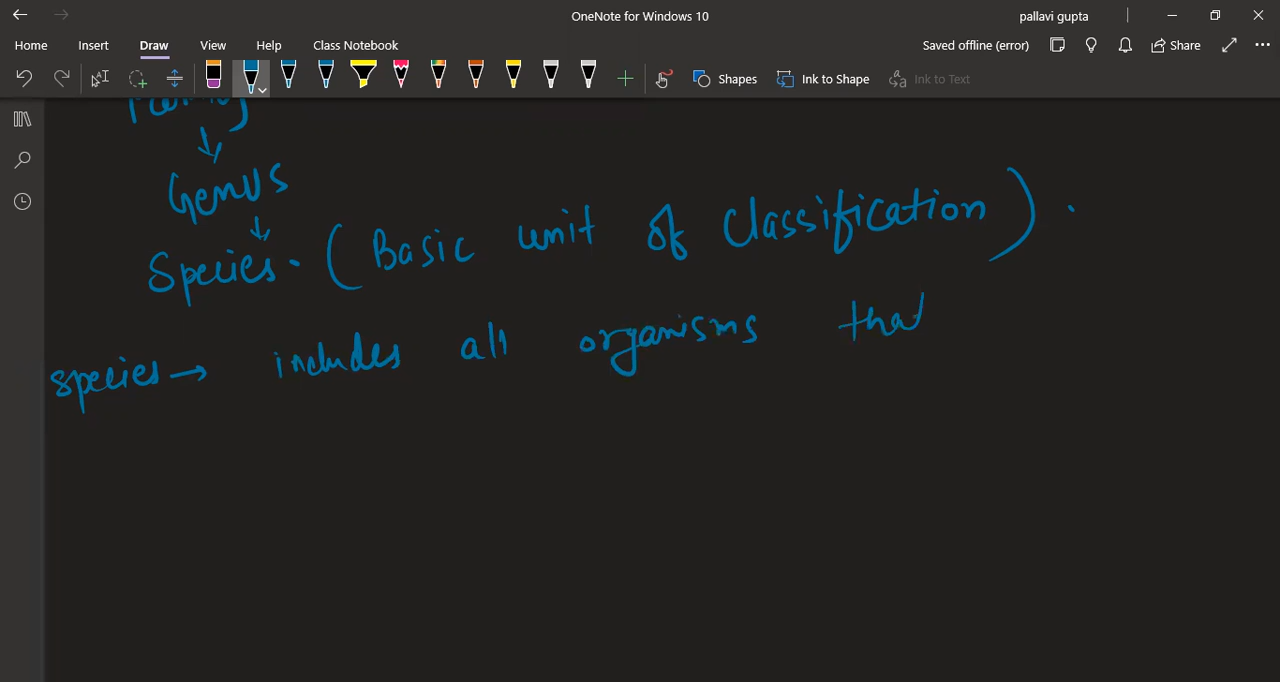 OneNote for Windows 10
pallavi gupta
Home Insert Draw View Help Class Notebook
Saved offline (error) Share
Shapes Ink to Shape Ink to Text
Genus
Species. (Basic unit of classification).
species → includes all organisms that